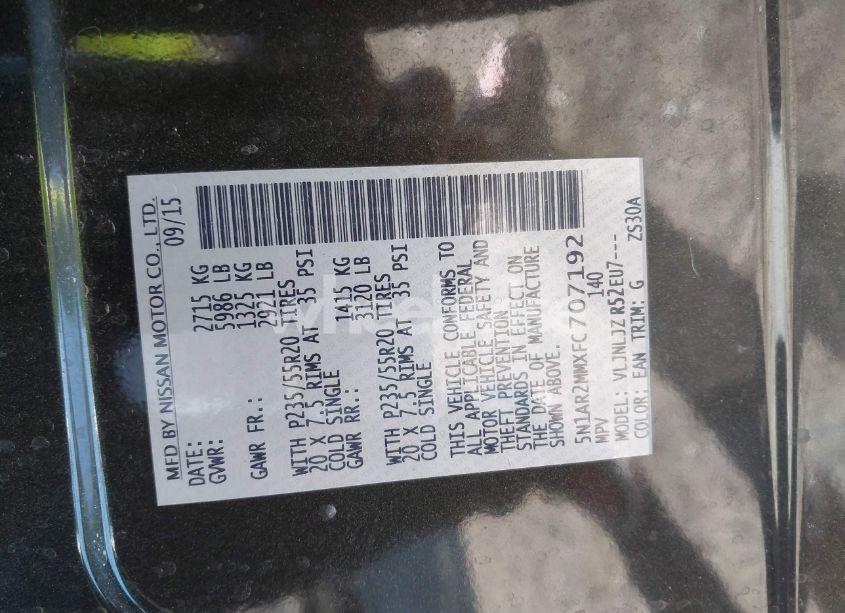 MFD BY NISSAN MOTOR CO., LTD.
DATE: 09/15
GVWR: 2715 KG
5986 LB
GAWR FR.: 1325 KG
2921 LB
WITH P235/55R20 TIRES
20 X 7.5 RIMS AT 35 PSI
COLD SINGLE
GAWR RR.: 1415 KG
3120 LB
WITH P235/55R20 TIRES
20 X 7.5 RIMS AT 35 PSI
COLD SINGLE
THIS VEHICLE CONFORMS TO
ALL APPLICABLE FEDERAL
MOTOR VEHICLE SAFETY AND
THEFT PREVENTION
STANDARDS IN EFFECT ON
THE DATE OF MANUFACTURE
SHOWN ABOVE.
5N1AR2MMXFC707192
MPV 140
MODEL: VLJNLJZ R52EU7---
COLOR: EAN TRIM: G ZS30A